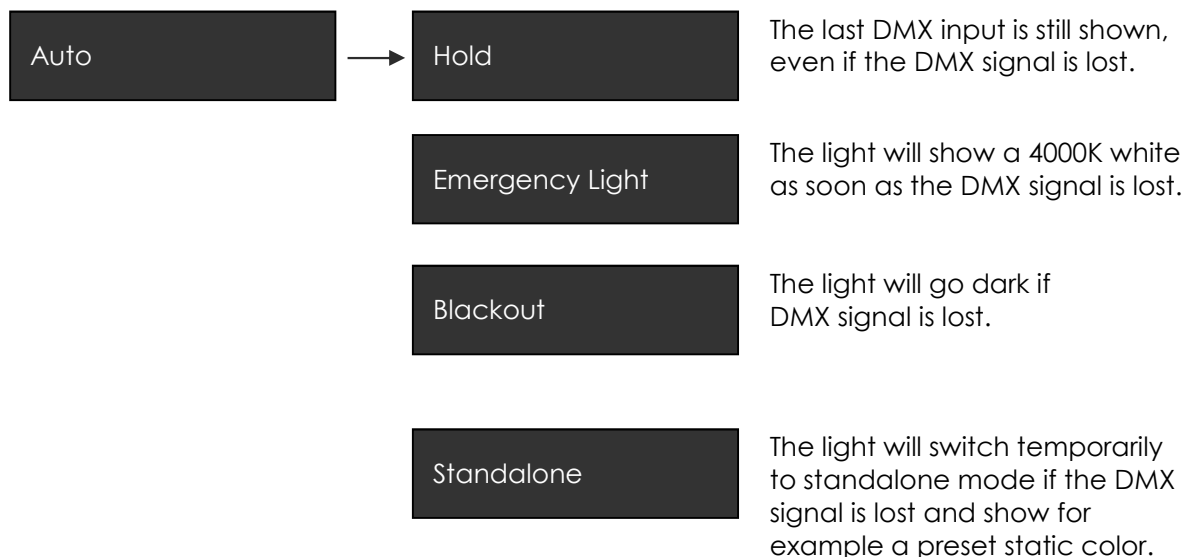 Auto
Hold
The last DMX input is still shown,
even if the DMX signal is lost.
Emergency Light
The light will show a 4000K white
as soon as the DMX signal is lost.
Blackout
The light will go dark if
DMX signal is lost.
Standalone
The light will switch temporarily
to standalone mode if the DMX
signal is lost and show for
example a preset static color.